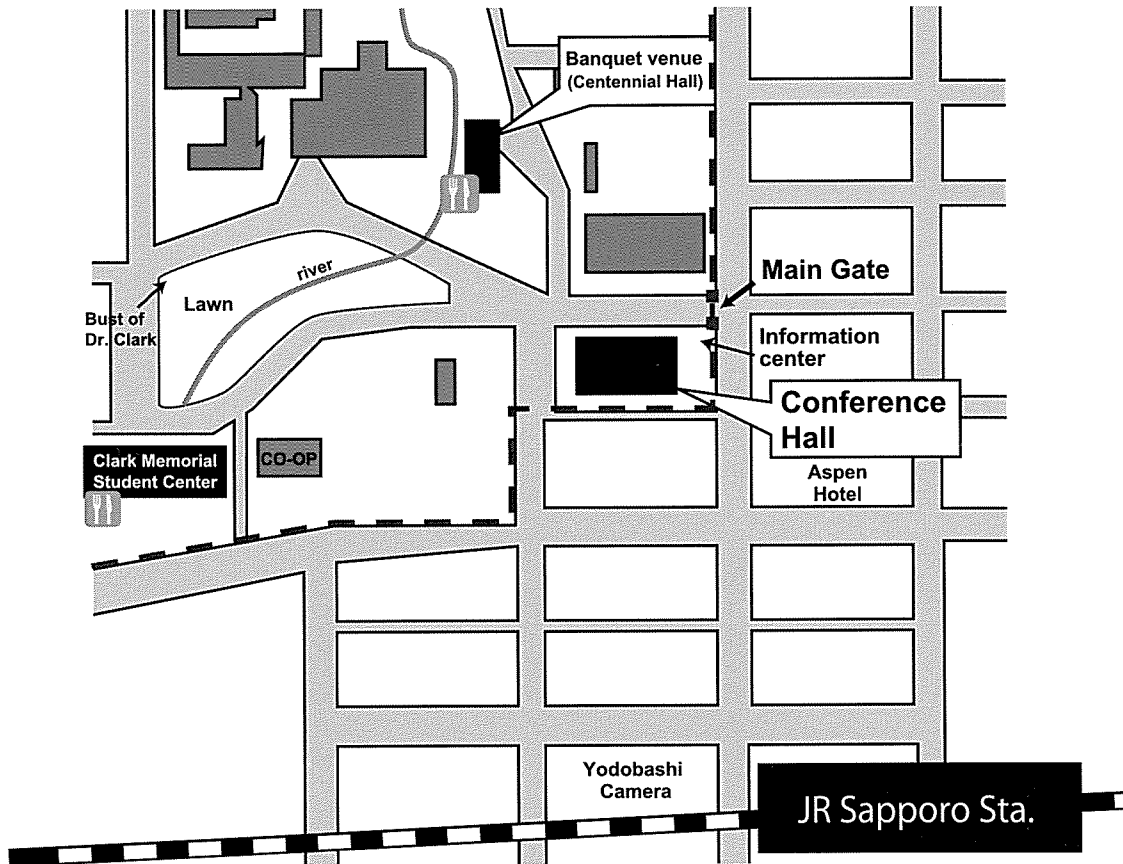 Banquet venue
(Centennial Hall)
Main Gate
river
Lawn
Bust of
Dr. Clark
Information
center
Conference
Hall
Clark Memorial
Student Center
CO-OP
Aspen
Hotel
Yodobashi
Camera
JR Sapporo Sta.